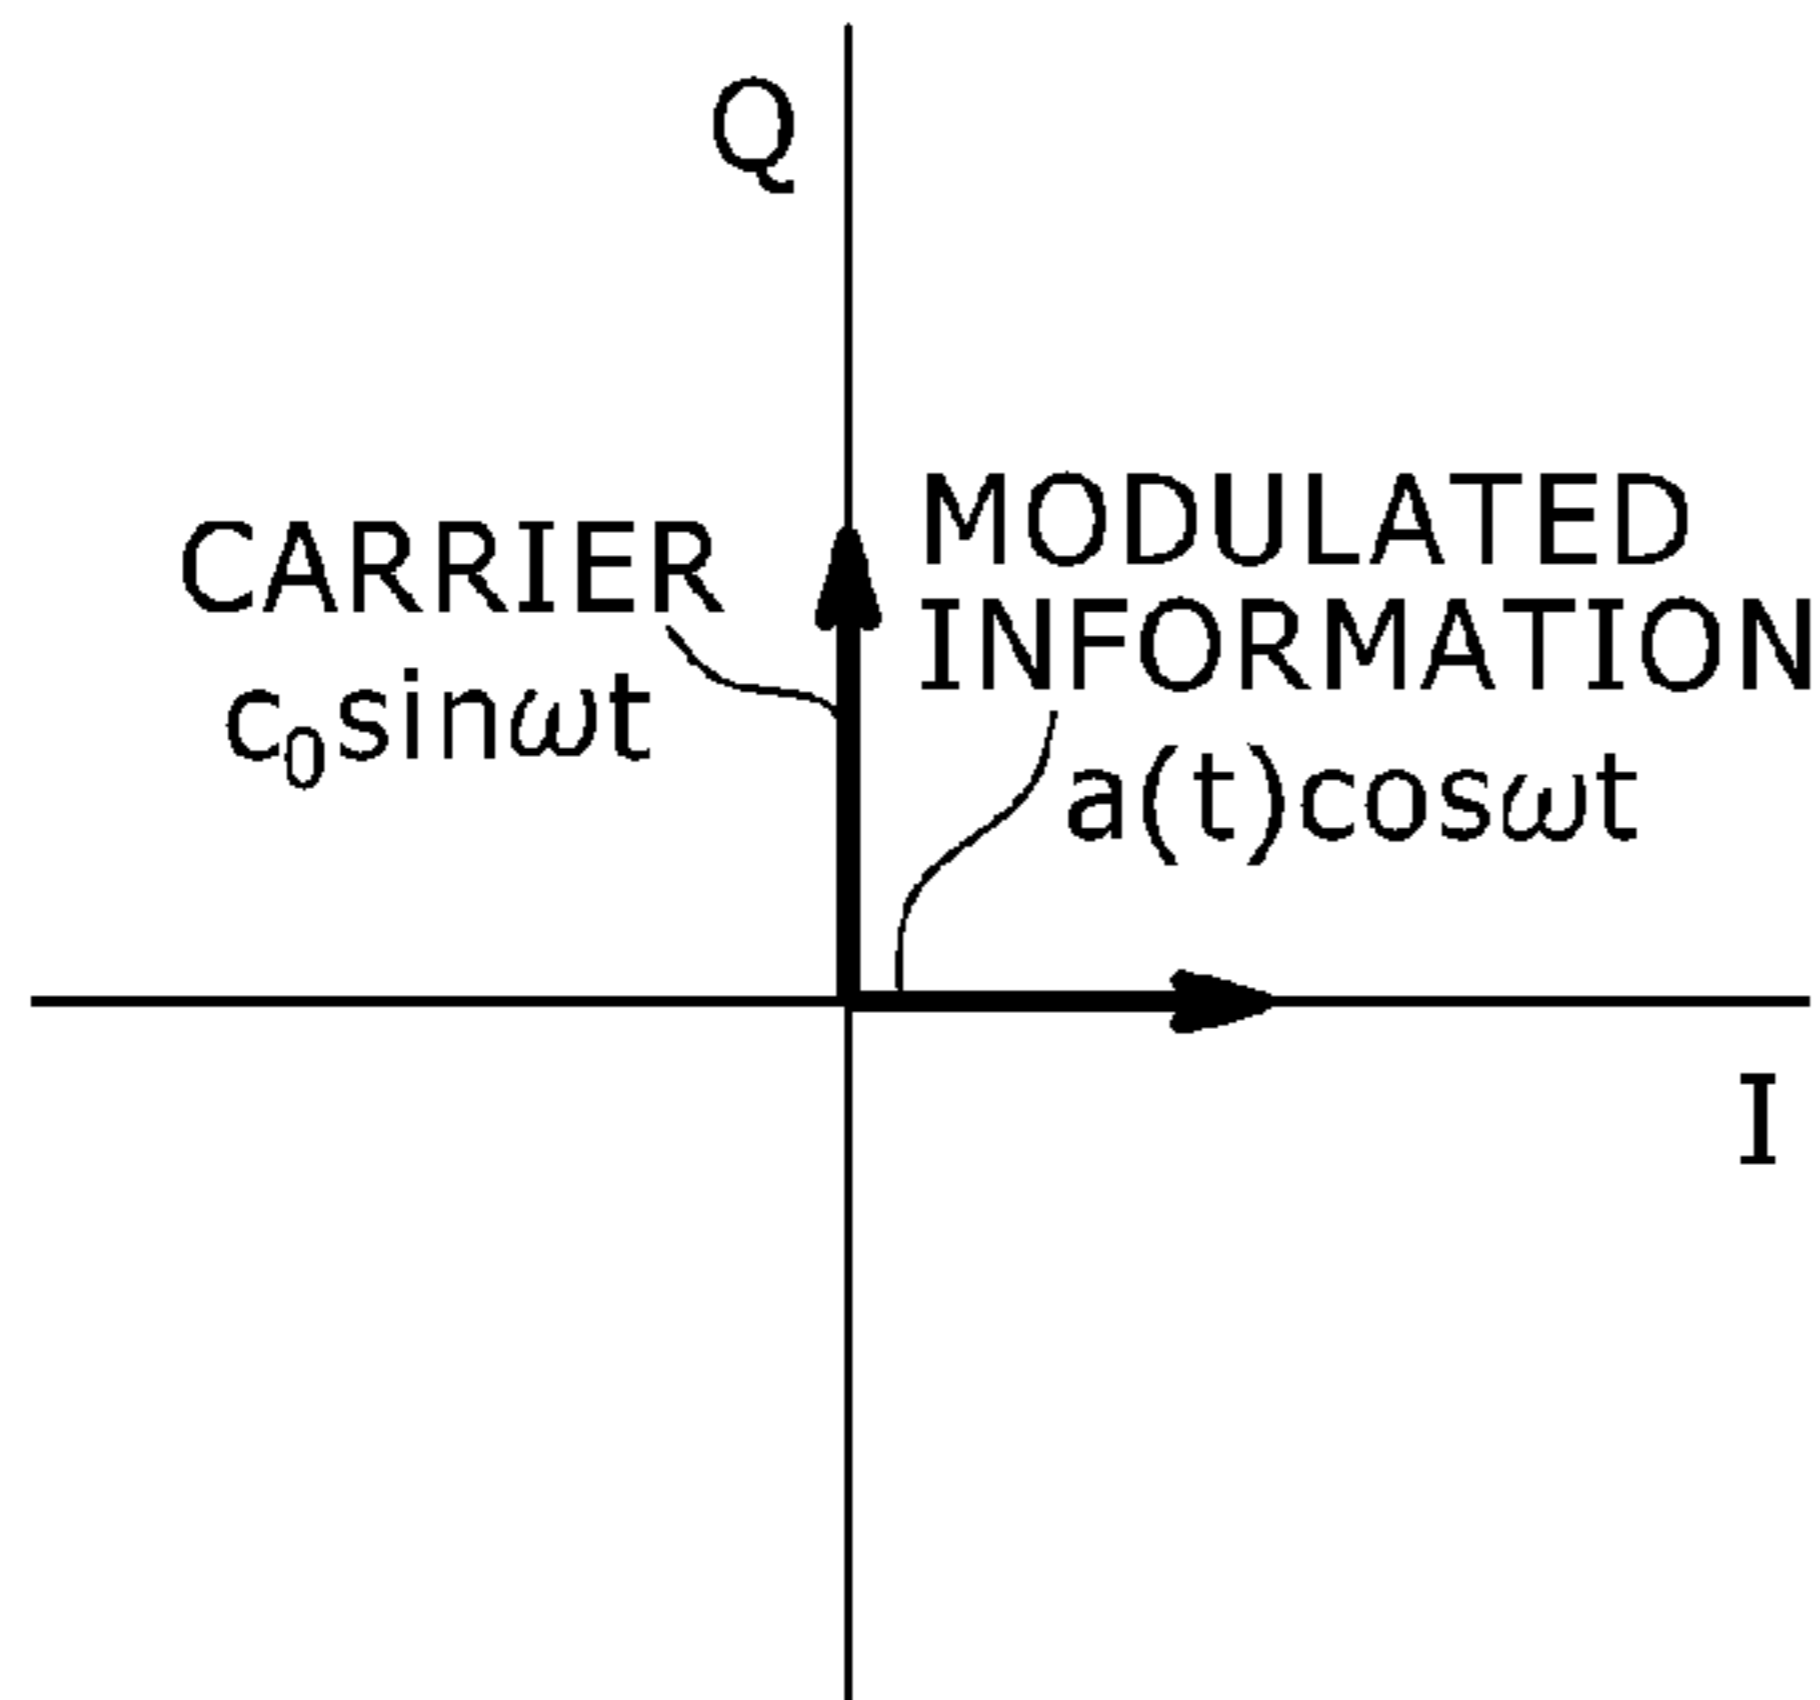 Q
CARRIER
c₀sinωt
MODULATED
INFORMATION
a(t)cosωt
I